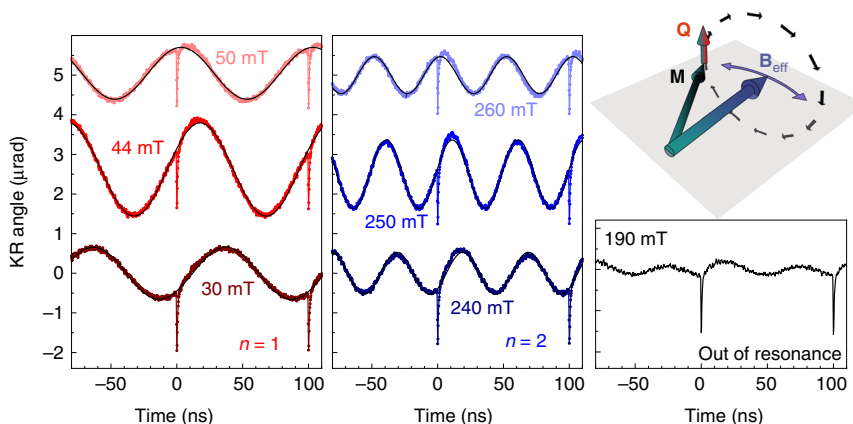 KR angle (μrad)
5
4
3
2
1
0
–1
–2
50 mT
44 mT
30 mT
n = 1
–50
0
50
100
Time (ns)
260 mT
250 mT
240 mT
n = 2
–50
0
50
100
Time (ns)
Q
M
Beff
190 mT
Out of resonance
–50
0
50
100
Time (ns)